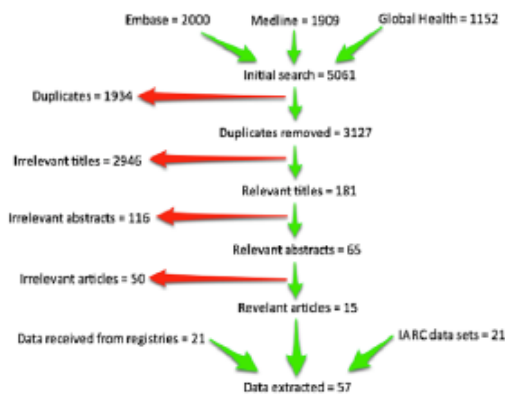 Embase = 2000
Medline = 1909
Global Health = 1152
Initial search = 5061
Duplicates = 1934
Duplicates removed = 3127
Irrelevant titles = 2946
Relevant titles = 181
Irrelevant abstracts = 116
Relevant abstracts = 65
Irrelevant articles = 50
Revelant articles = 15
Data received from registries = 21
IARC data sets = 21
Data extracted = 57